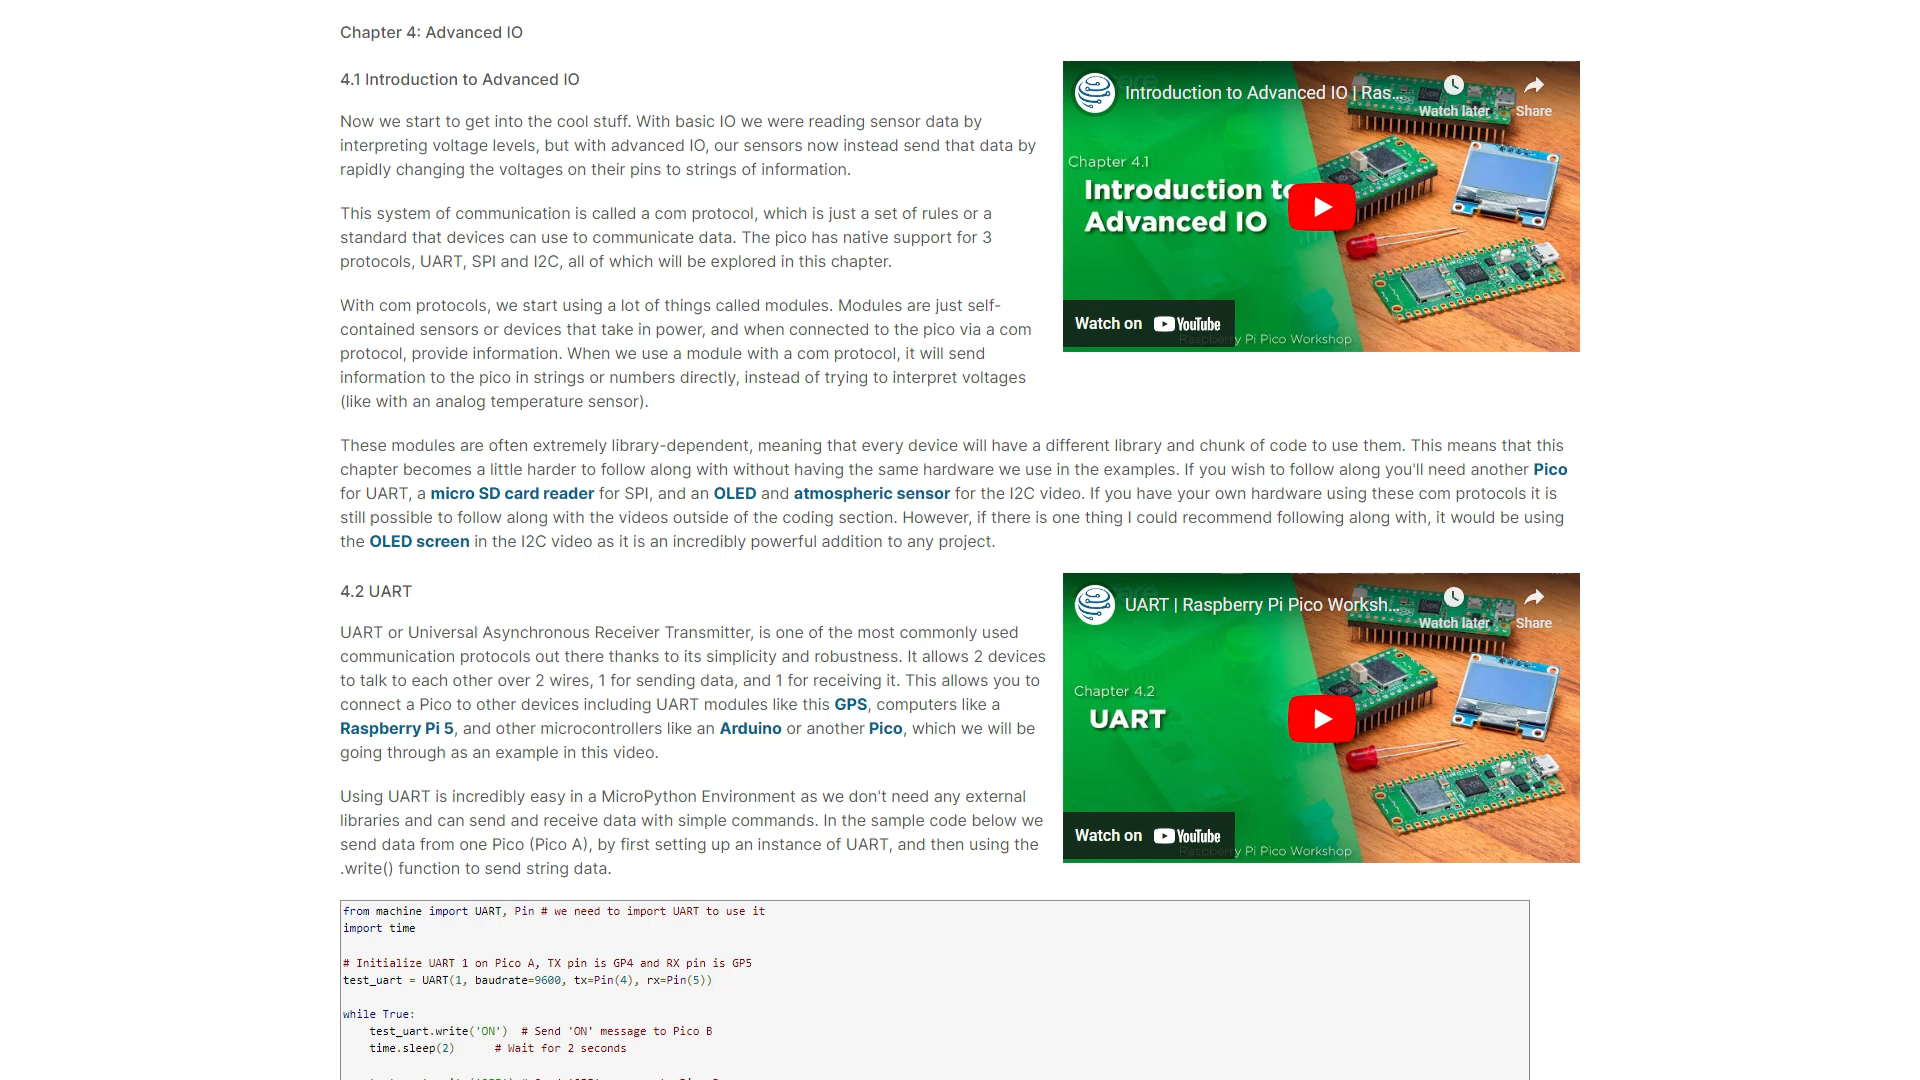 Chapter 4: Advanced IO
4.1 Introduction to Advanced IO
Now we start to get into the cool stuff. With basic IO we were reading sensor data by
interpreting voltage levels, but with advanced IO, our sensors now instead send that data by
rapidly changing the voltages on their pins to strings of information.
This system of communication is called a com protocol, which is just a set of rules or a
standard that devices can use to communicate data. The pico has native support for 3
protocols, UART, SPI and I2C, all of which will be explored in this chapter.
With com protocols, we start using a lot of things called modules. Modules are just self-
contained sensors or devices that take in power, and when connected to the pico via a com
protocol, provide information. When we use a module with a com protocol, it will send
information to the pico in strings or numbers directly, instead of trying to interpret voltages
(like with an analog temperature sensor).
Introduction to Advanced IO | Ras...
Watch later
Share
Chapter 4.1
Introduction to
Advanced IO
Watch on YouTube
Raspberry Pi Pico Workshop
These modules are often extremely library-dependent, meaning that every device will have a different library and chunk of code to use them. This means that this
chapter becomes a little harder to follow along with without having the same hardware we use in the examples. If you wish to follow along you'll need another Pico
for UART, a micro SD card reader for SPI, and an OLED and atmospheric sensor for the I2C video. If you have your own hardware using these com protocols it is
still possible to follow along with the videos outside of the coding section. However, if there is one thing I could recommend following along with, it would be using
the OLED screen in the I2C video as it is an incredibly powerful addition to any project.
4.2 UART
UART or Universal Asynchronous Receiver Transmitter, is one of the most commonly used
communication protocols out there thanks to its simplicity and robustness. It allows 2 devices
to talk to each other over 2 wires, 1 for sending data, and 1 for receiving it. This allows you to
connect a Pico to other devices including UART modules like this GPS, computers like a
Raspberry Pi 5, and other microcontrollers like an Arduino or another Pico, which we will be
going through as an example in this video.
Using UART is incredibly easy in a MicroPython Environment as we don't need any external
libraries and can send and receive data with simple commands. In the sample code below we
send data from one Pico (Pico A), by first setting up an instance of UART, and then using the
.write() function to send string data.
UART | Raspberry Pi Pico Worksh...
Watch later
Share
Chapter 4.2
UART
Watch on YouTube
Raspberry Pi Pico Workshop
from machine import UART, Pin # we need to import UART to use it
import time
# Initialize UART 1 on Pico A, TX pin is GP4 and RX pin is GP5
test_uart = UART(1, baudrate=9600, tx=Pin(4), rx=Pin(5))
while True:
    test_uart.write('ON')  # Send 'ON' message to Pico B
    time.sleep(2)      # Wait for 2 seconds